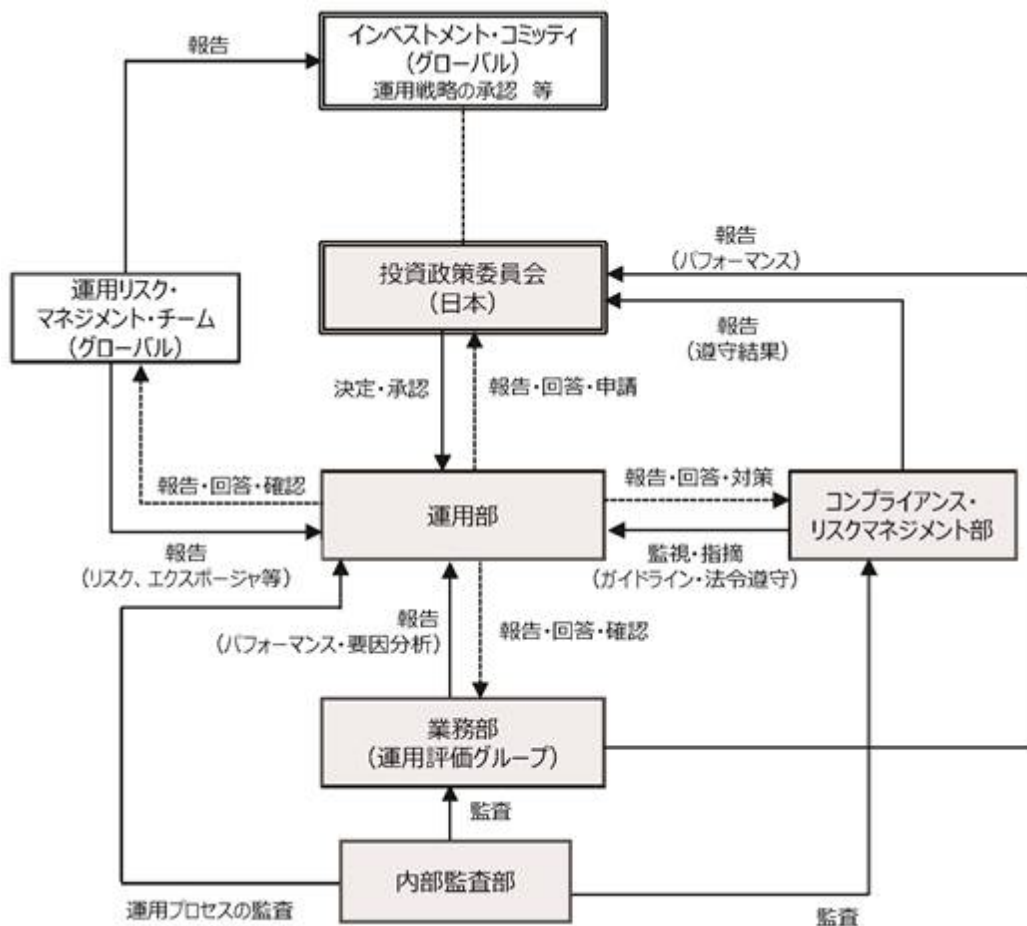 報告
インベストメント・コミッティ
(グローバル)
運用戦略の承認 等
報告
(パフォーマンス)
投資政策委員会
(日本)
運用リスク・
マネジメント・チーム
(グローバル)
報告
(遵守結果)
決定・承認
報告・回答・申請
報告・回答・確認
運用部
報告・回答・対策
コンプライアンス・
リスクマネジメント部
報告
(リスク、エクスポージャ等)
監視・指摘
(ガイドライン・法令遵守)
報告
(パフォーマンス・要因分析)
報告・回答・確認
業務部
(運用評価グループ)
監査
内部監査部
運用プロセスの監査
監査